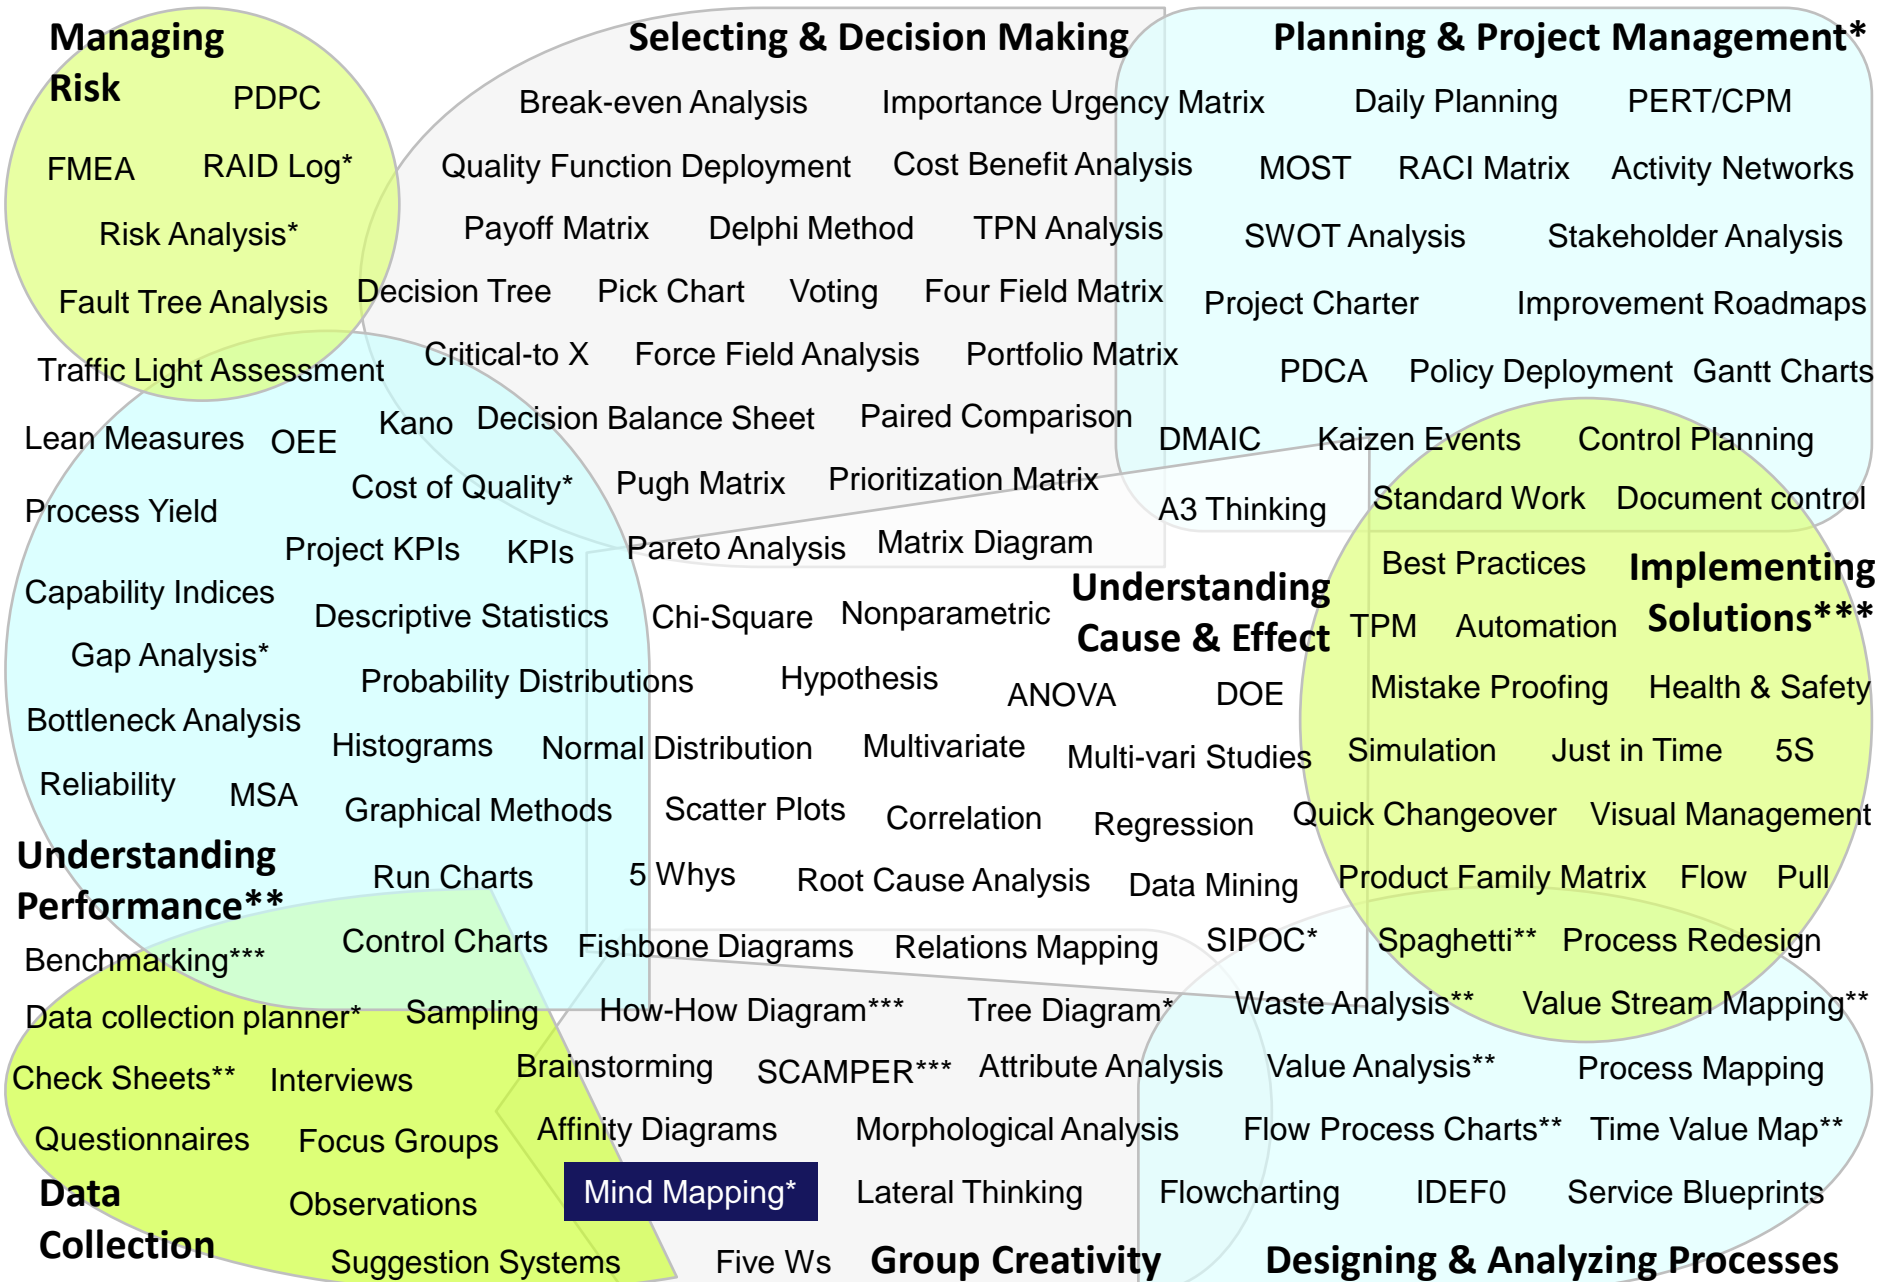 Managing
Risk
Selecting & Decision Making
Planning & Project Management*
PDPC
Break-even Analysis
Importance Urgency Matrix
Daily Planning
PERT/CPM
FMEA
RAID Log*
Quality Function Deployment
Cost Benefit Analysis
MOST
RACI Matrix
Activity Networks
Risk Analysis*
Payoff Matrix
Delphi Method
TPN Analysis
SWOT Analysis
Stakeholder Analysis
Fault Tree Analysis
Decision Tree
Pick Chart
Voting
Four Field Matrix
Project Charter
Improvement Roadmaps
Traffic Light Assessment
Critical-to X
Force Field Analysis
Portfolio Matrix
PDCA
Policy Deployment
Gantt Charts
Lean Measures
OEE
Kano
Decision Balance Sheet
Paired Comparison
DMAIC
Kaizen Events
Control Planning
Process Yield
Cost of Quality*
Pugh Matrix
Prioritization Matrix
A3 Thinking
Standard Work
Document control
Project KPIs
KPIs
Pareto Analysis
Matrix Diagram
Best Practices
Implementing
Solutions***
Understanding
Cause & Effect
Capability Indices
Descriptive Statistics
Chi-Square
Nonparametric
TPM
Automation
Gap Analysis*
Probability Distributions
Hypothesis
ANOVA
DOE
Mistake Proofing
Health & Safety
Bottleneck Analysis
Histograms
Normal Distribution
Multivariate
Multi-vari Studies
Simulation
Just in Time
5S
Reliability
MSA
Graphical Methods
Scatter Plots
Correlation
Regression
Quick Changeover
Visual Management
Understanding
Performance**
Run Charts
5 Whys
Root Cause Analysis
Data Mining
Product Family Matrix
Flow
Pull
Benchmarking***
Control Charts
Fishbone Diagrams
Relations Mapping
SIPOC*
Spaghetti**
Process Redesign
Data collection planner*
Sampling
How-How Diagram***
Tree Diagram*
Waste Analysis**
Value Stream Mapping**
Check Sheets**
Interviews
Brainstorming
SCAMPER***
Attribute Analysis
Value Analysis**
Process Mapping
Questionnaires
Focus Groups
Affinity Diagrams
Morphological Analysis
Flow Process Charts**
Time Value Map**
Data
Collection
Observations
Mind Mapping*
Lateral Thinking
Flowcharting
IDEF0
Service Blueprints
Suggestion Systems
Five Ws
Group Creativity
Designing & Analyzing Processes